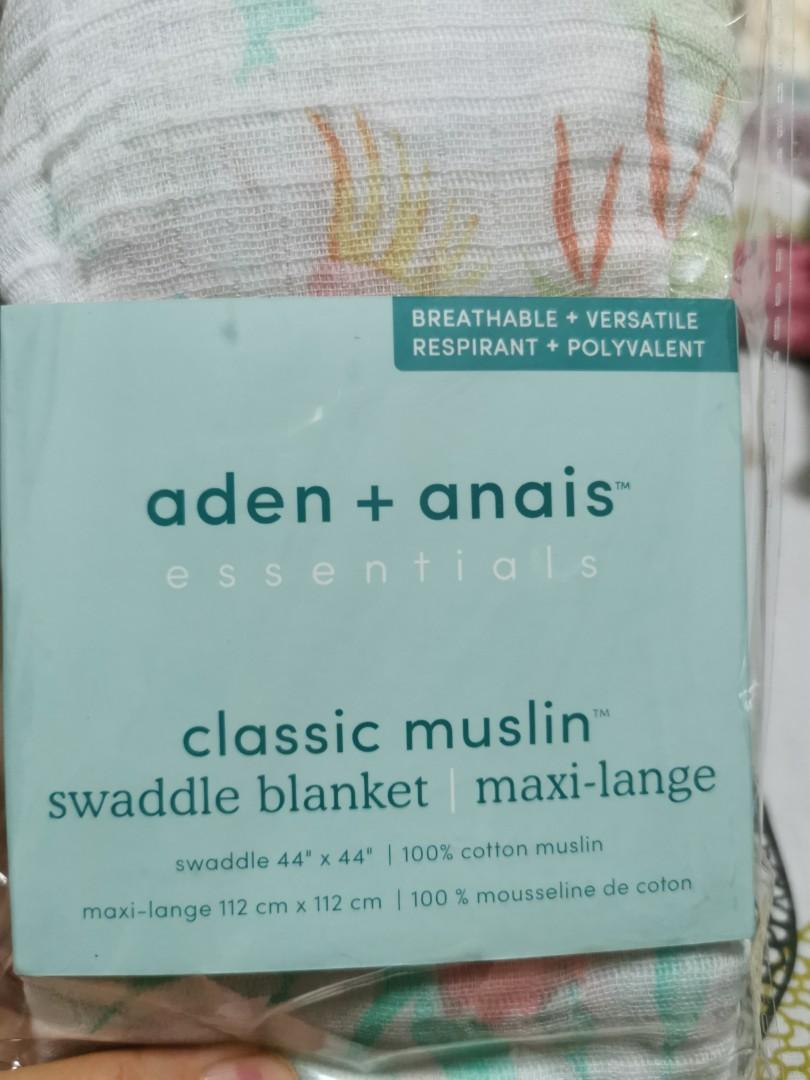 BREATHABLE + VERSATILE
RESPIRANT + POLYVALENT
aden + anais™
essentials
classic muslin™
swaddle blanket | maxi-lange
swaddle 44" x 44" | 100% cotton muslin
maxi-lange 112 cm x 112 cm | 100 % mousseline de coton